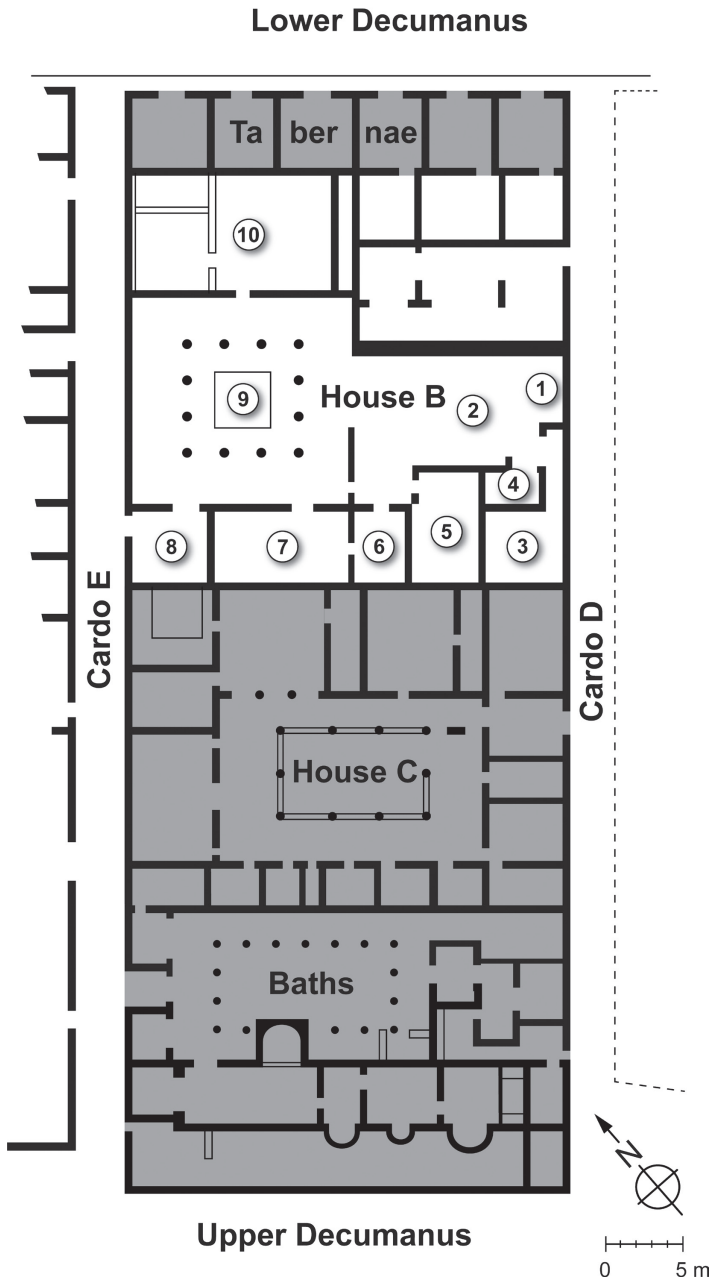 Lower Decumanus
Ta ber nae
10
1
House B
9
2
4
5
8
7
6
3
Cardo E
Cardo D
House C
Baths
N
Upper Decumanus
0 5 m